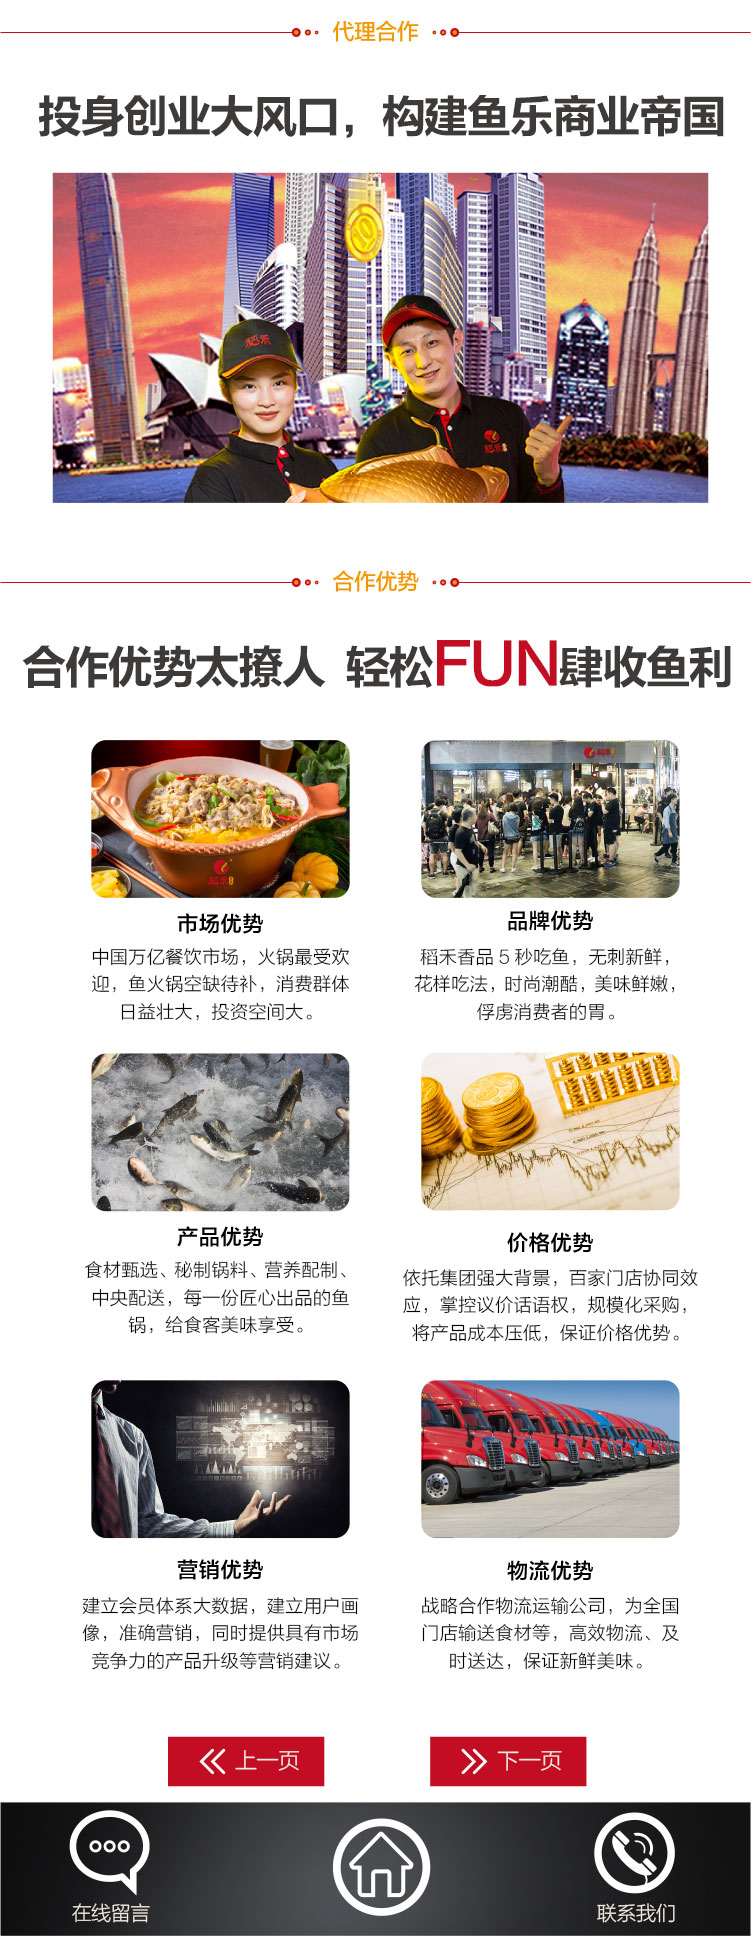 代理合作
投身创业大风口，构建鱼乐商业帝国
合作优势
合作优势太撩人 轻松FUN肆收鱼利
市场优势
中国万亿餐饮市场，火锅最受欢
迎，鱼火锅空缺待补，消费群体
日益壮大，投资空间大。
品牌优势
稻禾香品 5 秒吃鱼，无刺新鲜，
花样吃法，时尚潮酷，美味鲜嫩，
俘虏消费者的胃。
产品优势
食材甄选、秘制锅料、营养配制、
中央配送，每一份匠心出品的鱼
锅，给食客美味享受。
价格优势
依托集团强大背景，百家门店协同效
应，掌控议价话语权，规模化采购，
将产品成本压低，保证价格优势。
营销优势
建立会员体系大数据，建立用户画
像，准确营销，同时提供具有市场
竞争力的产品升级等营销建议。
物流优势
战略合作物流运输公司，为全国
门店输送食材等，高效物流、及
时送达，保证新鲜美味。
上一页
下一页
在线留言
联系我们